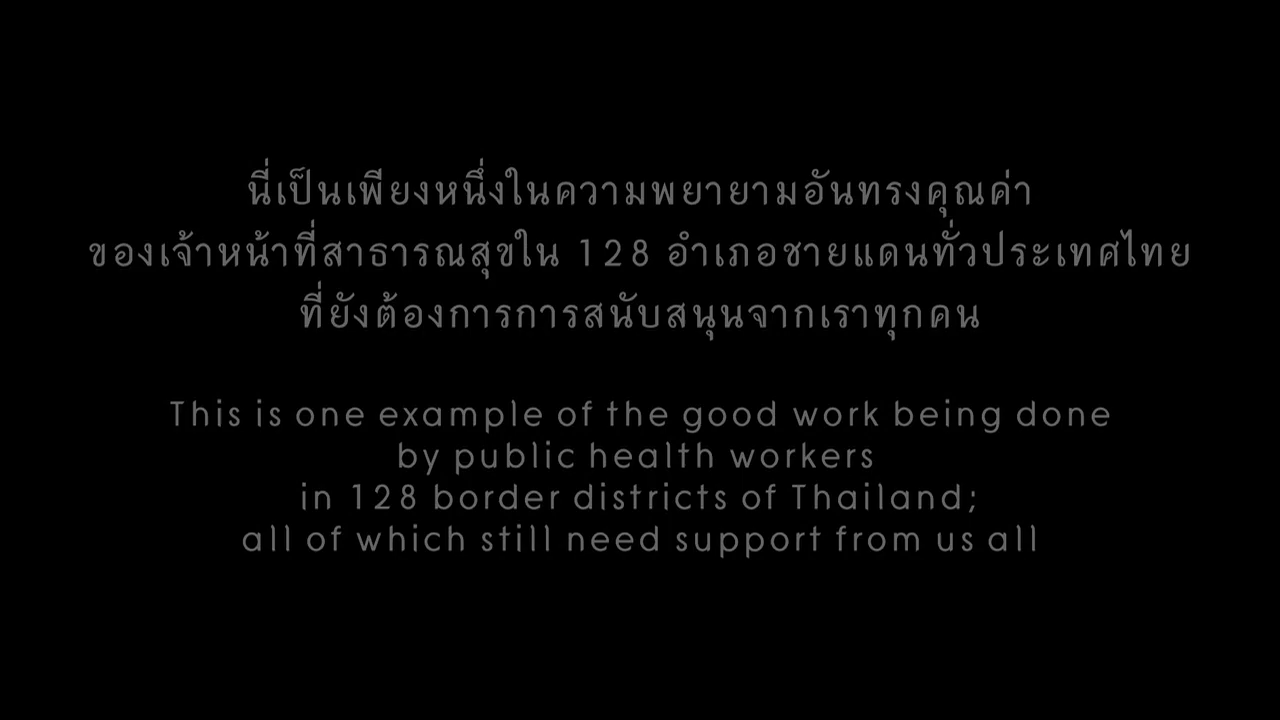 นี่เป็นเพียงหนึ่งในความพยายามอันทรงคุณค่า
ของเจ้าหน้าที่สาธารณสุขใน 128 อำเภอชายแดนทั่วประเทศไทย
ที่ยังต้องการการสนับสนุนจากเราทุกคน
This is one example of the good work being done
by public health workers
in 128 border districts of Thailand;
all of which still need support from us all